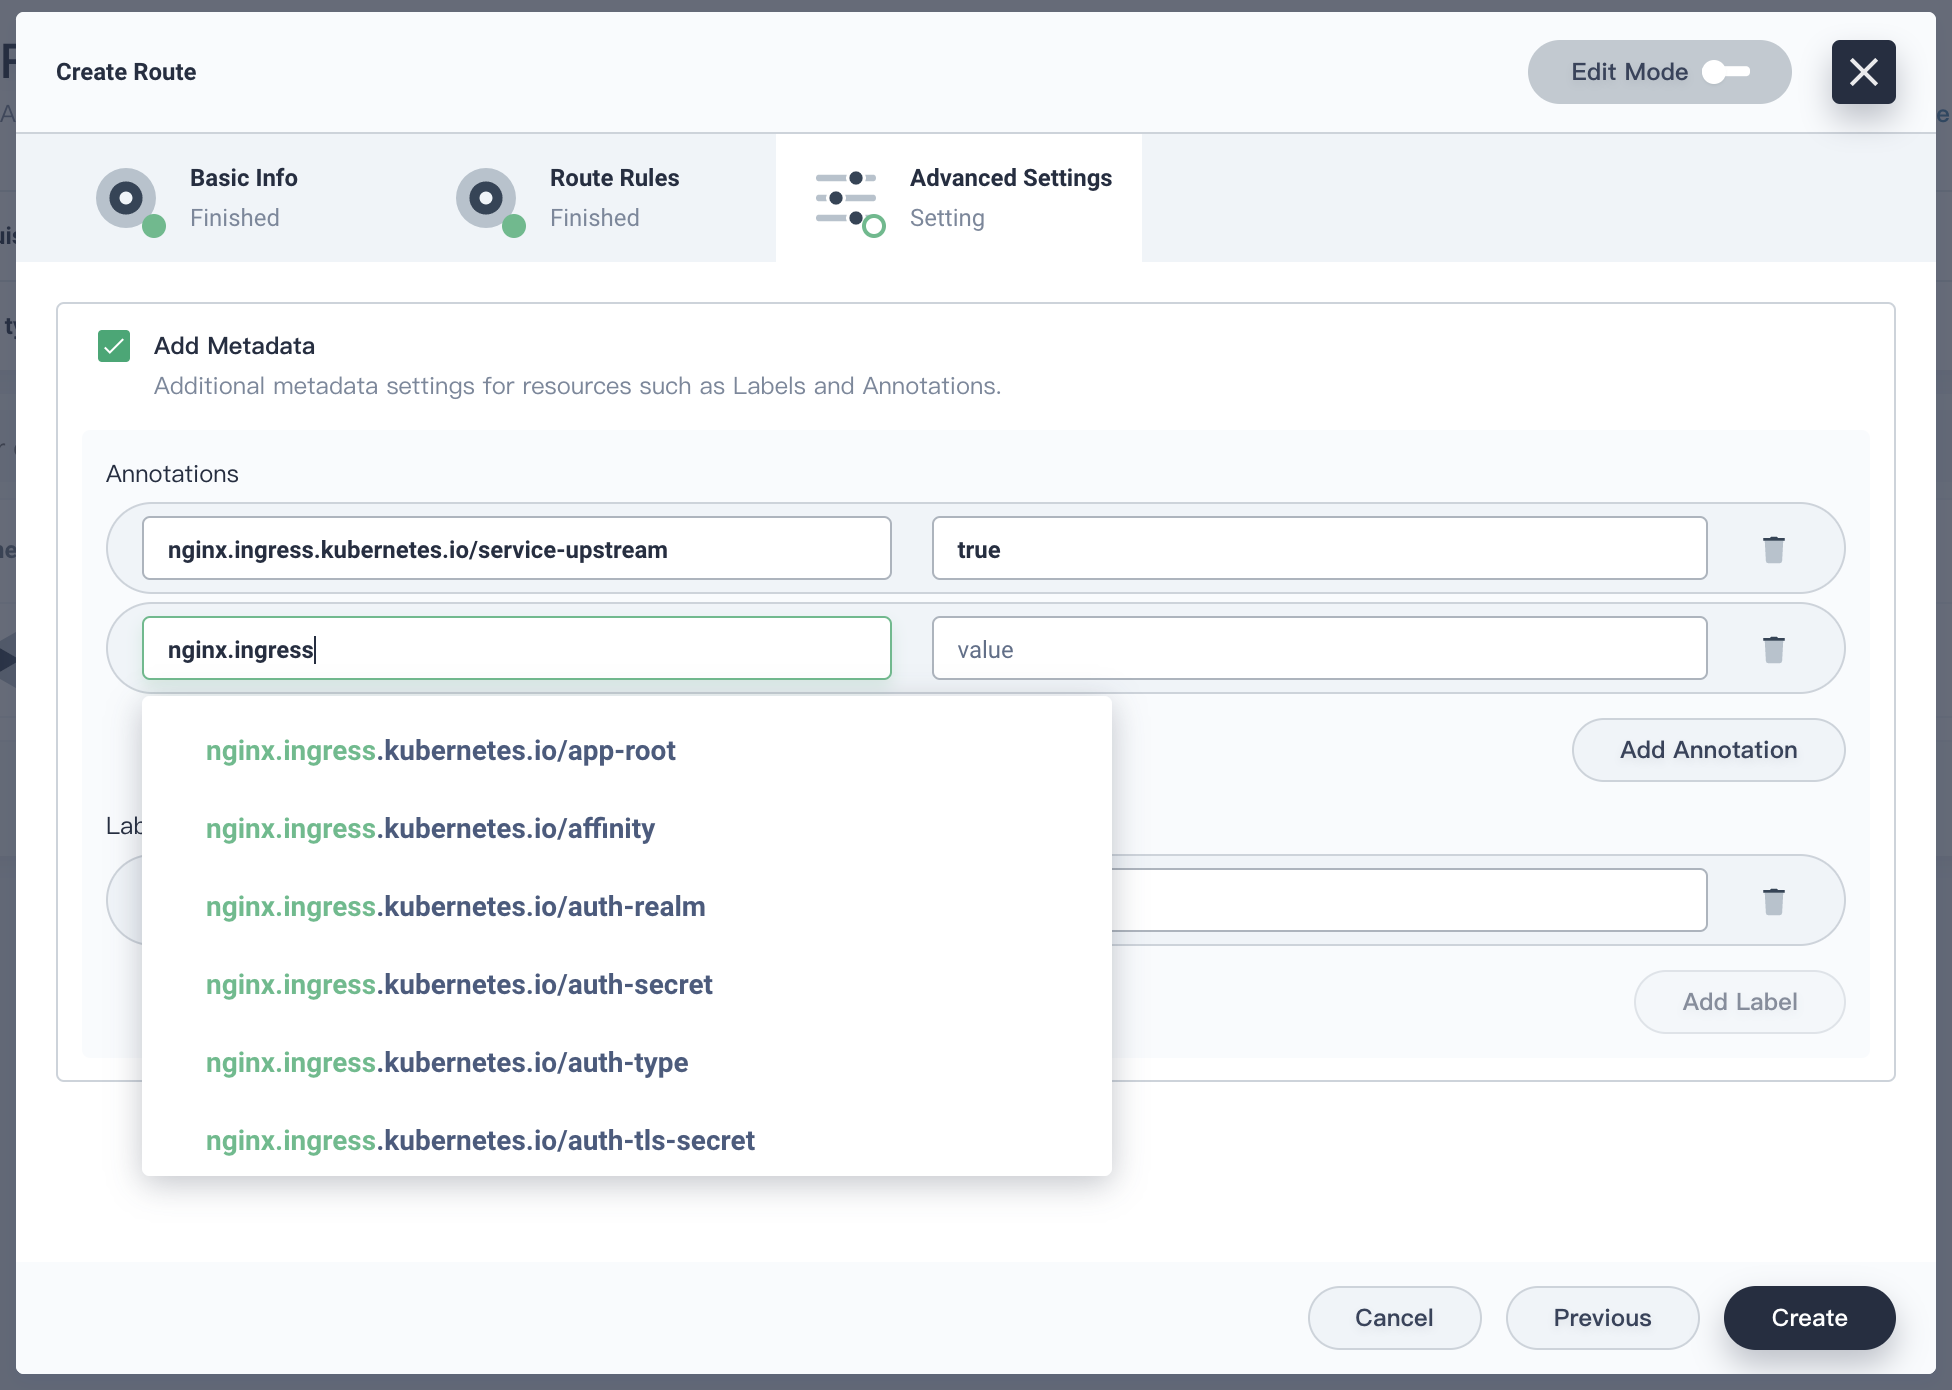 Create Route
Edit Mode
Basic Info
Finished
Route Rules
Finished
Advanced Settings
Setting
Add Metadata
Additional metadata settings for resources such as Labels and Annotations.
Annotations
nginx.ingress.kubernetes.io/service-upstream
true
nginx.ingress
value
nginx.ingress.kubernetes.io/app-root
nginx.ingress.kubernetes.io/affinity
nginx.ingress.kubernetes.io/auth-realm
nginx.ingress.kubernetes.io/auth-secret
nginx.ingress.kubernetes.io/auth-type
nginx.ingress.kubernetes.io/auth-tls-secret
Add Annotation
Lab
Add Label
Cancel
Previous
Create